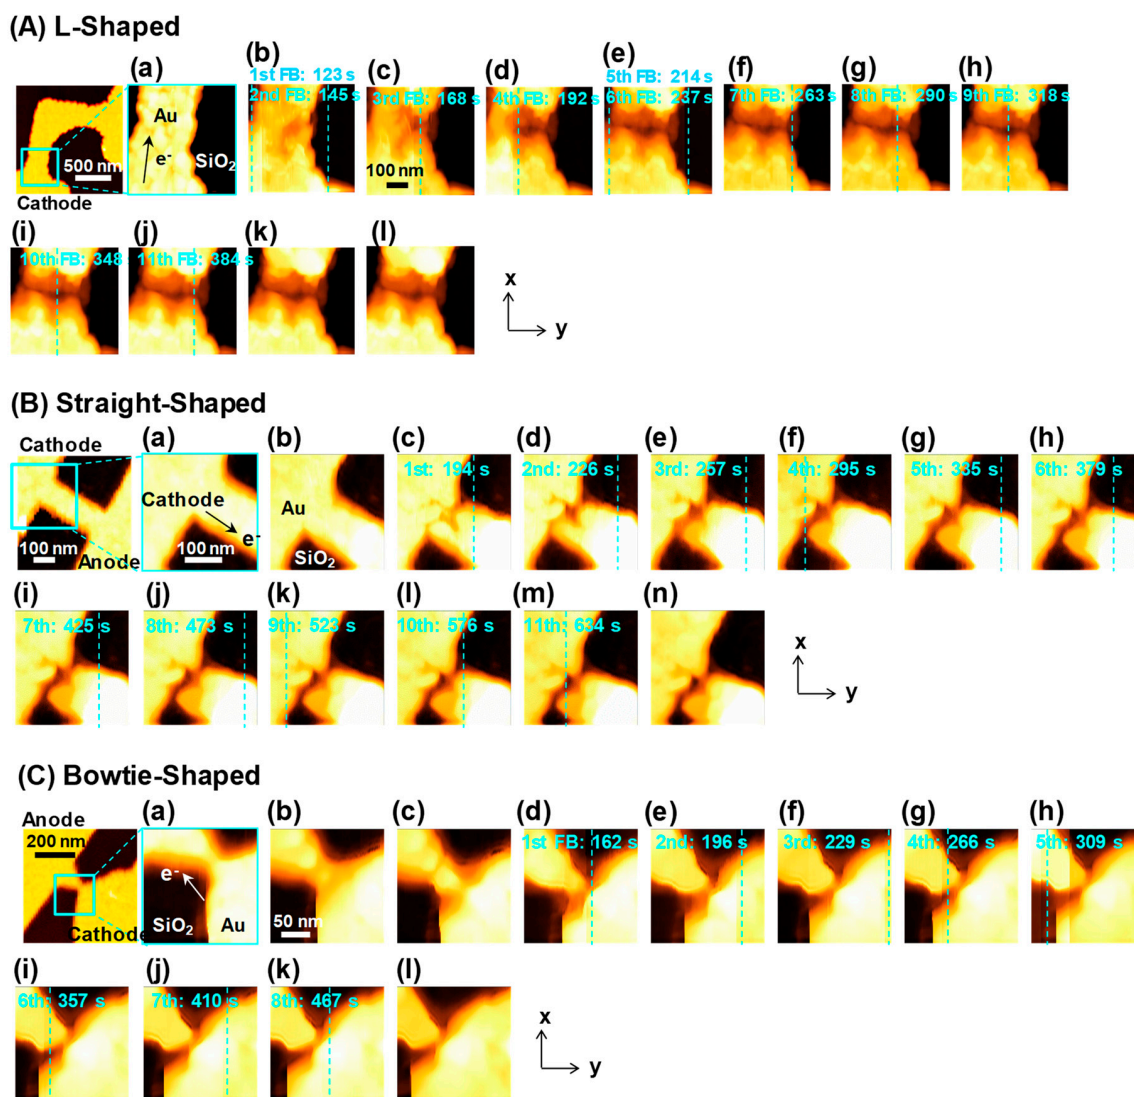 (A) L-Shaped
(a)
(b)
(c)
(d)
(e)
(f)
(g)
(h)
1st FB: 123 s
2nd FB: 145 s
3rd FB: 168 s
4th FB: 192 s
5th FB: 214 s
6th FB: 237 s
7th FB: 263 s
8th FB: 290 s
9th FB: 318 s
Au
e-
SiO2
500 nm
Cathode
100 nm
(i)
(j)
(k)
(l)
10th FB: 348 s
11th FB: 384 s
x
y
(B) Straight-Shaped
Cathode
(a)
(b)
(c)
(d)
(e)
(f)
(g)
(h)
1st: 194 s
2nd: 226 s
3rd: 257 s
4th: 295 s
5th: 335 s
6th: 379 s
Cathode
e-
100 nm
Anode
100 nm
Au
SiO2
(i)
(j)
(k)
(l)
(m)
(n)
7th: 425 s
8th: 473 s
9th: 523 s
10th: 576 s
11th: 634 s
x
y
(C) Bowtie-Shaped
Anode
(a)
(b)
(c)
(d)
(e)
(f)
(g)
(h)
200 nm
1st FB: 162 s
2nd: 196 s
3rd: 229 s
4th: 266 s
5th: 309 s
e-
SiO2
Au
Cathode
50 nm
(i)
(j)
(k)
(l)
6th: 357 s
7th: 410 s
8th: 467 s
x
y